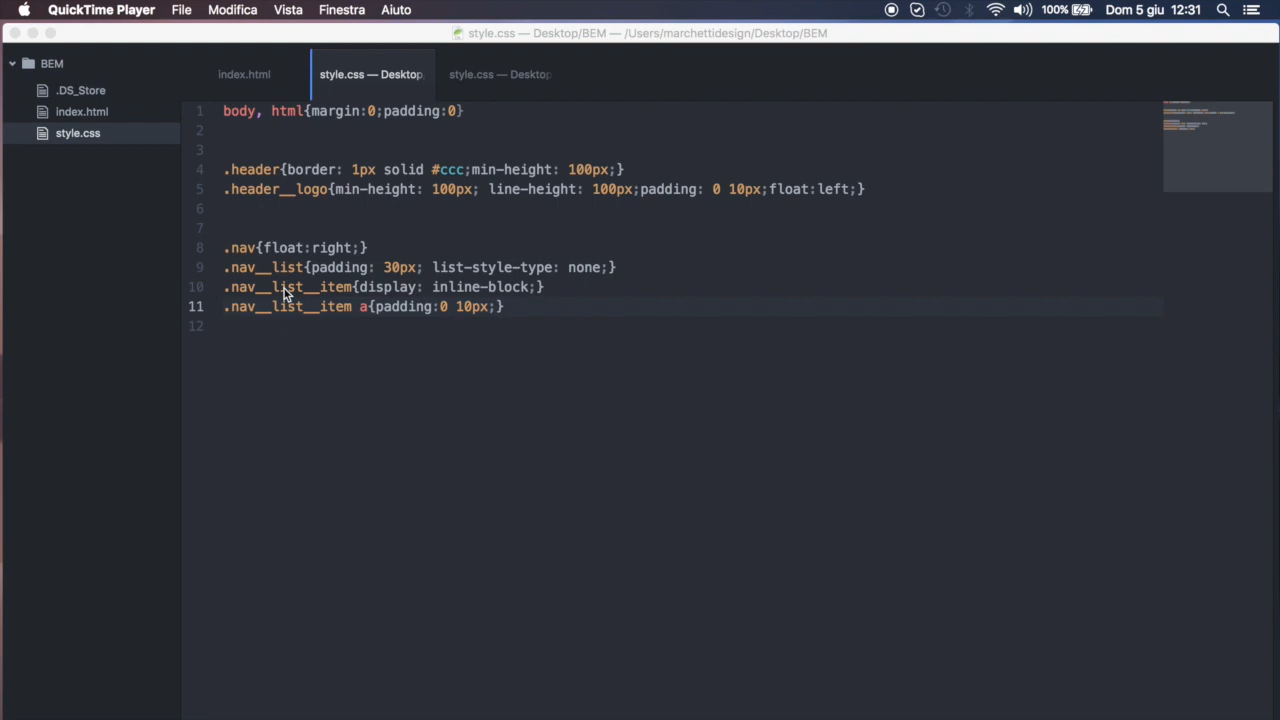 QuickTime Player File Modifica Vista Finestra Aiuto 100% Dom 5 giu 12:31
style.css — Desktop/BEM — /Users/marchettidesign/Desktop/BEM
BEM
.DS_Store
index.html
style.css
index.html style.css — Desktop, style.css — Desktop
1 body, html{margin:0;padding:0}
2
3
4 .header{border: 1px solid #ccc;min-height: 100px;}
5 .header__logo{min-height: 100px; line-height: 100px;padding: 0 10px;float:left;}
6
7
8 .nav{float:right;}
9 .nav__list{padding: 30px; list-style-type: none;}
10 .nav__list__item{display: inline-block;}
11 .nav__list__item a{padding:0 10px;}
12